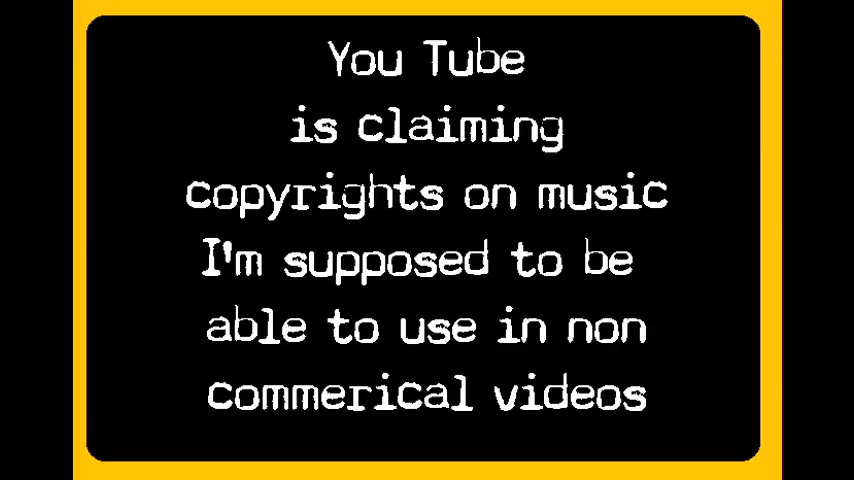 You Tube
is claiming
copyrights on music
I'm supposed to be
able to use in non
commerical videos